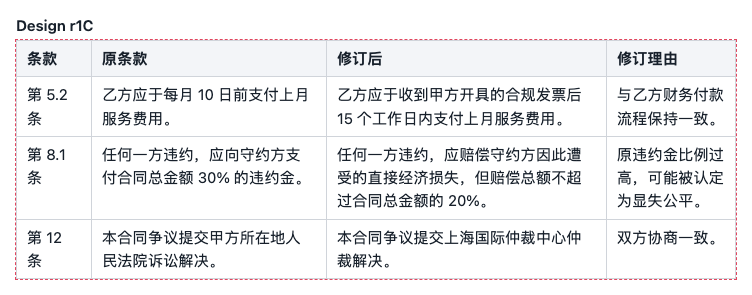 Design r1C
条款 原条款 修订后 修订理由
第 5.2 乙方应于每月 10 日前支付上月 乙方应于收到甲方开具的合规发票后 与乙方财务付款
条 服务费用。 15 个工作日内支付上月服务费用。 流程保持一致。
第 8.1 任何一方违约，应向守约方支 任何一方违约，应赔偿守约方因此遭 原违约金比例过
条 付合同总金额 30% 的违约金。 受的直接经济损失，但赔偿总额不超 高，可能被认定
过合同总金额的 20%。 为显失公平。
第 12 本合同争议提交甲方所在地人 本合同争议提交上海国际仲裁中心仲 双方协商一致。
条 民法院诉讼解决。 裁解决。